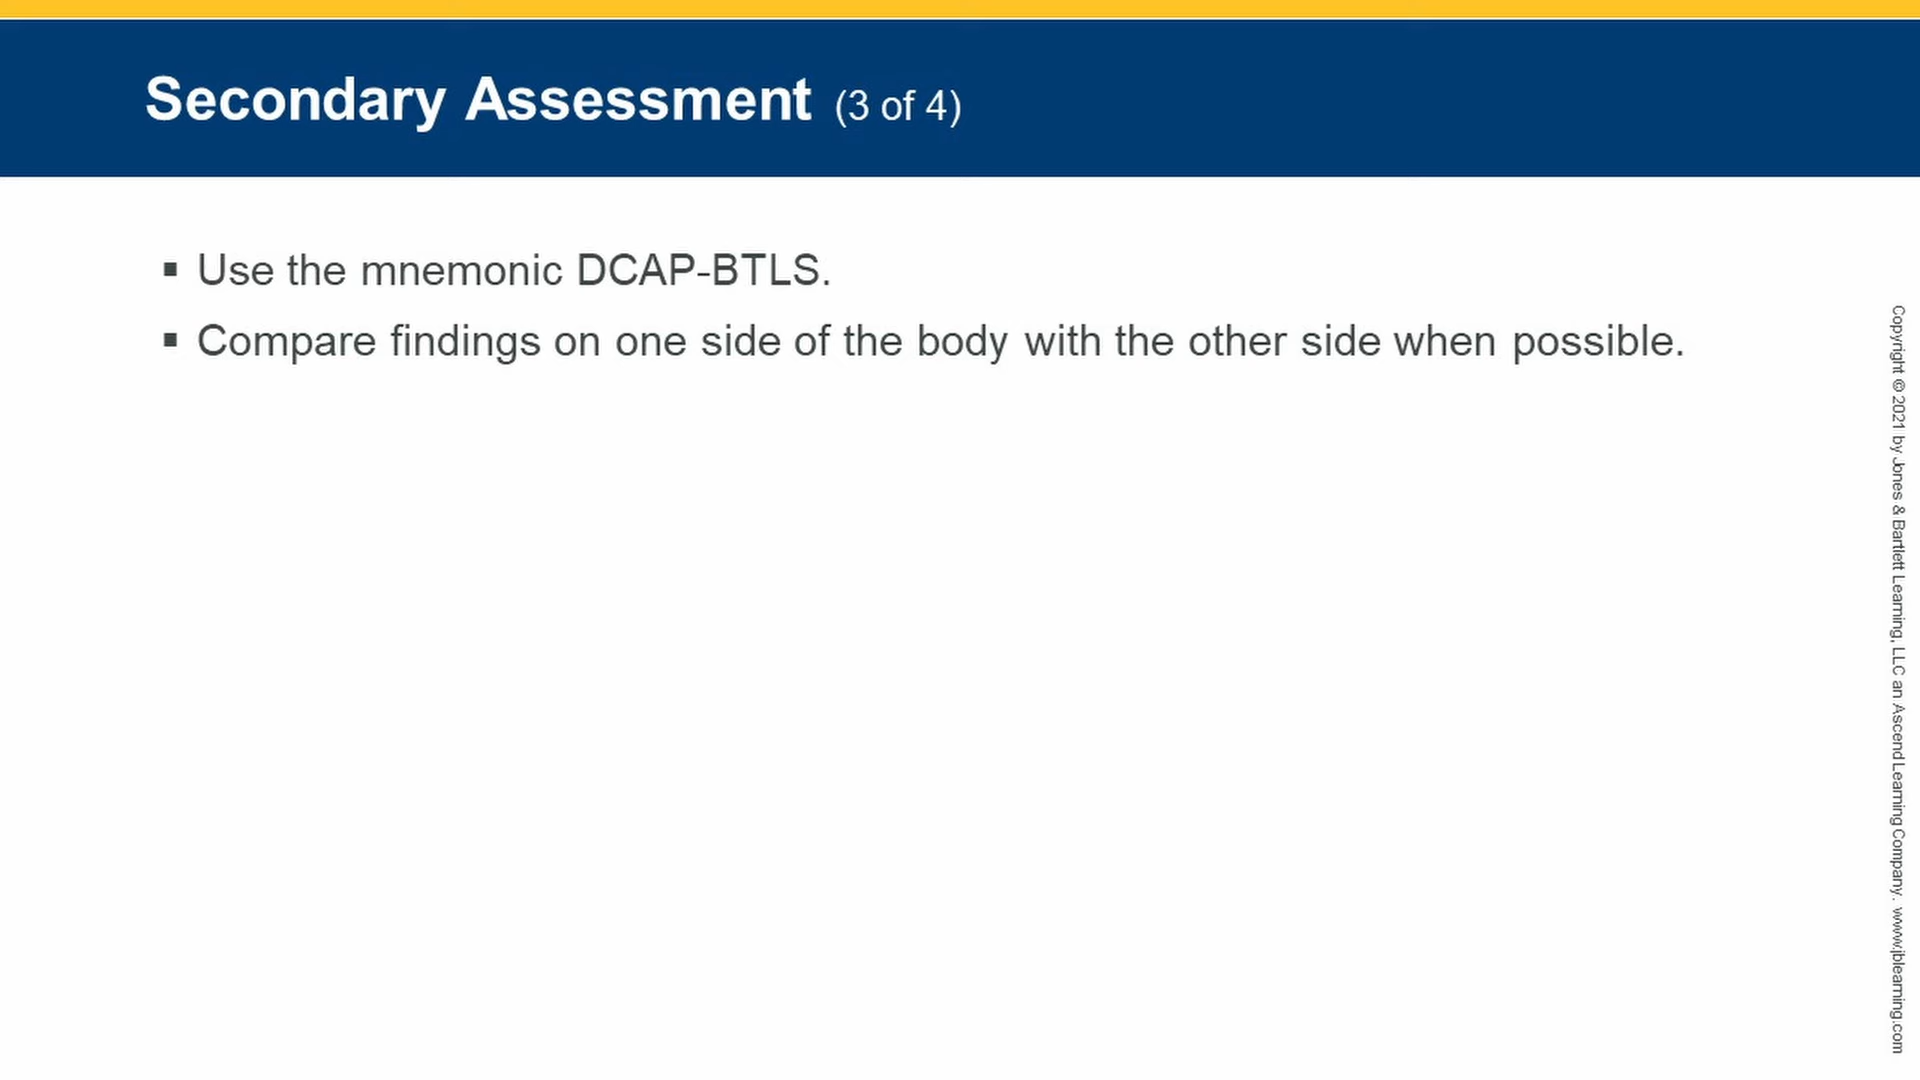 Secondary Assessment (3 of 4)
▪ Use the mnemonic DCAP-BTLS.
▪ Compare findings on one side of the body with the other side when possible.
Copyright © 2021 by Jones & Bartlett Learning, LLC an Ascend Learning Company. www.jblearning.com